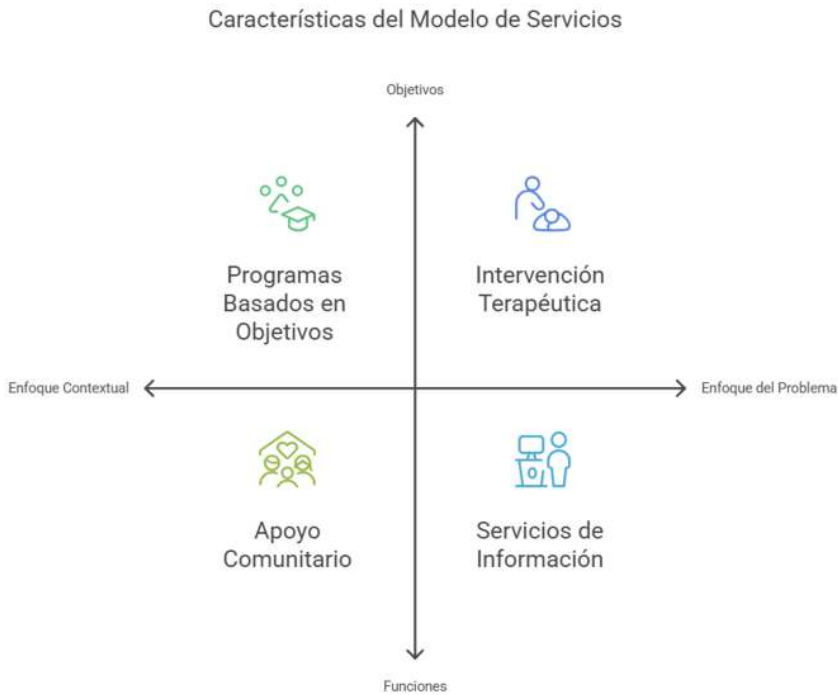 Características del Modelo de Servicios
Objetivos
Programas
Basados en
Objetivos
Intervención
Terapéutica
Enfoque Contextual
Enfoque del Problema
Apoyo
Comunitario
Servicios de
Información
Funciones